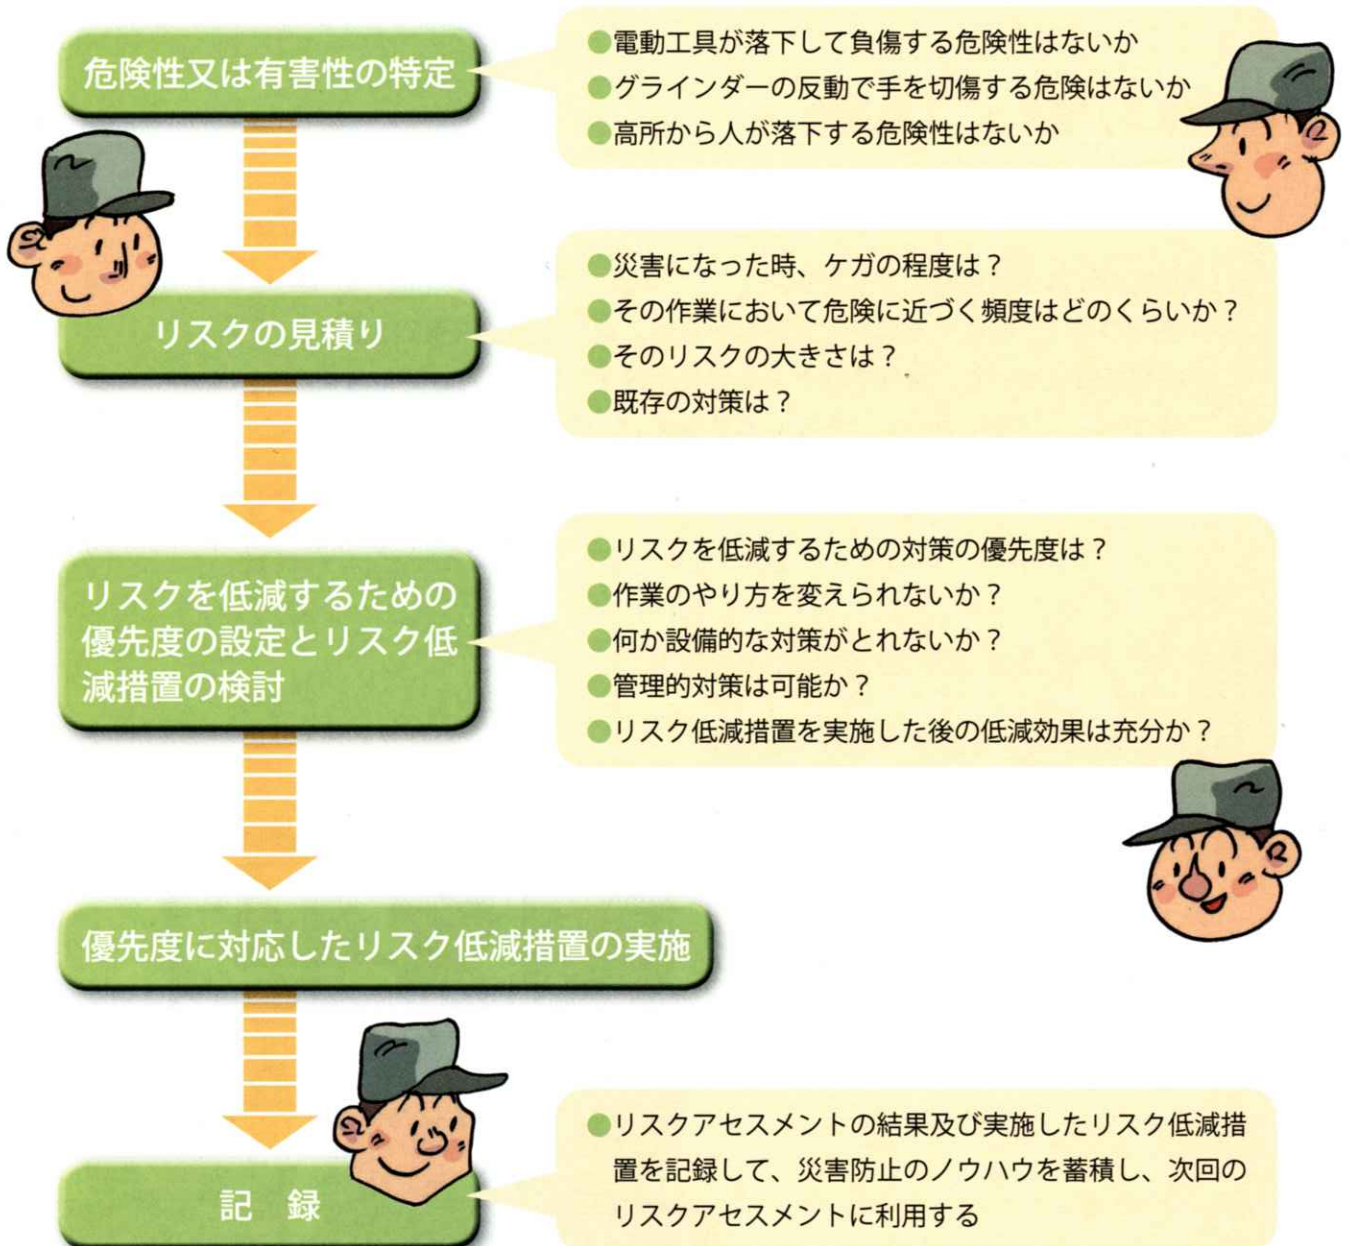 危険性又は有害性の特定
●電動工具が落下して負傷する危険性はないか
●グラインダーの反動で手を切傷する危険はないか
●高所から人が落下する危険性はないか
リスクの見積り
●災害になった時、ケガの程度は？
●その作業において危険に近づく頻度はどのくらいか？
●そのリスクの大きさは？
●既存の対策は？
リスクを低減するための
優先度の設定とリスク低
減措置の検討
●リスクを低減するための対策の優先度は？
●作業のやり方を変えられないか？
●何か設備的な対策がとれないか？
●管理的対策は可能か？
●リスク低減措置を実施した後の低減効果は充分か？
優先度に対応したリスク低減措置の実施
記　録
●リスクアセスメントの結果及び実施したリスク低減措
置を記録して、災害防止のノウハウを蓄積し、次回の
リスクアセスメントに利用する